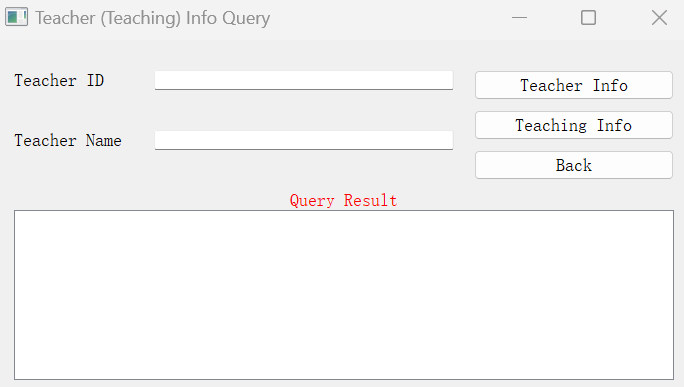 Teacher (Teaching) Info Query
Teacher ID
Teacher Info
Teaching Info
Teacher Name
Back
Query Result